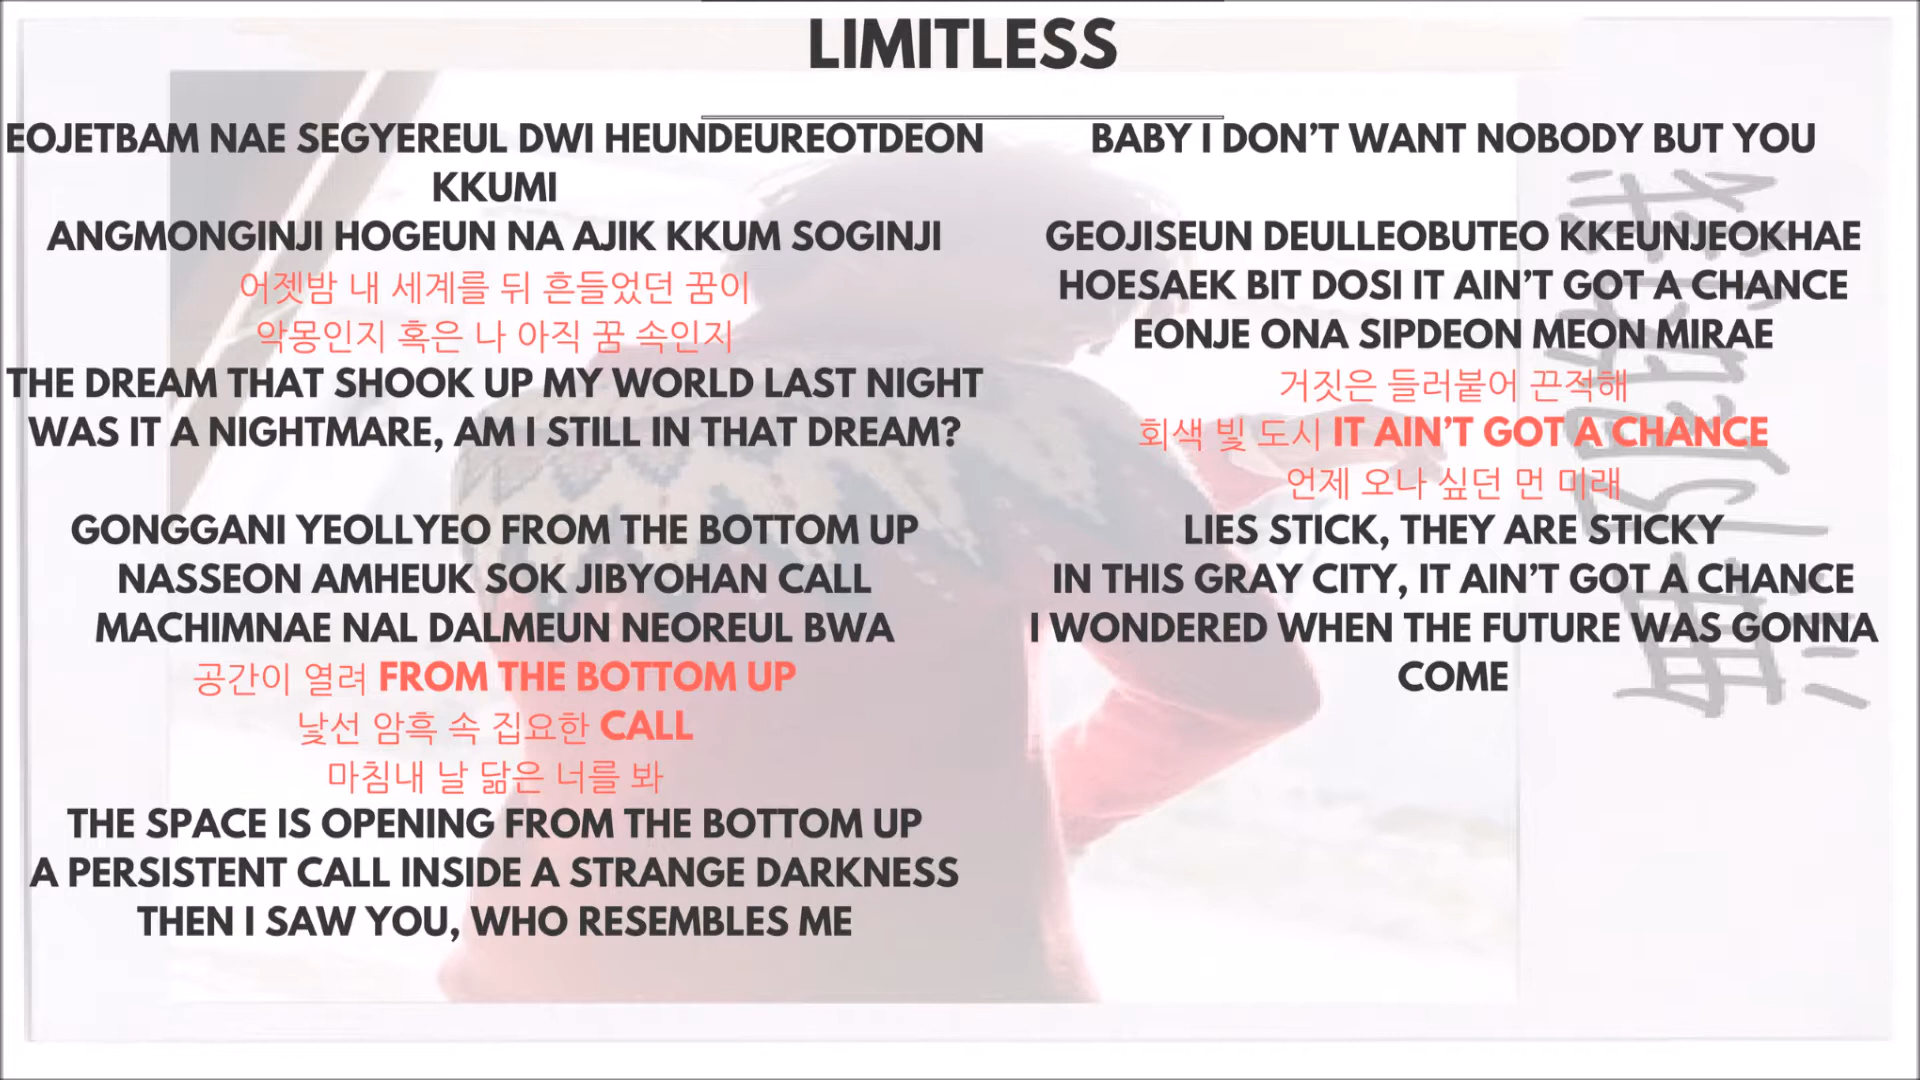 LIMITLESS
EOJETBAM NAE SEGYEREUL DWI HEUNDEUREOTDEON
KKUMI
ANGMONGINJI HOGEUN NA AJIK KKUM SOGINJI
어젯밤 내 세계를 뒤 흔들었던 꿈이
악몽인지 혹은 나 아직 꿈 속인지
THE DREAM THAT SHOOK UP MY WORLD LAST NIGHT
WAS IT A NIGHTMARE, AM I STILL IN THAT DREAM?
GONGGANI YEOLLYEO FROM THE BOTTOM UP
NASSEON AMHEUK SOK JIBYOHAN CALL
MACHIMNAE NAL DALMEUN NEOREUL BWA
공간이 열려 FROM THE BOTTOM UP
낯선 암흑 속 집요한 CALL
마침내 날 닮은 너를 봐
THE SPACE IS OPENING FROM THE BOTTOM UP
A PERSISTENT CALL INSIDE A STRANGE DARKNESS
THEN I SAW YOU, WHO RESEMBLES ME
BABY I DON’T WANT NOBODY BUT YOU
GEOJISEUN DEULLEOBUTEO KKEUNJEOKHAE
HOESAEK BIT DOSI IT AIN’T GOT A CHANCE
EONJE ONA SIPDEON MEON MIRAE
거짓은 들러붙어 끈적해
회색 빛 도시 IT AIN’T GOT A CHANCE
언제 오나 싶던 먼 미래
LIES STICK, THEY ARE STICKY
IN THIS GRAY CITY, IT AIN’T GOT A CHANCE
I WONDERED WHEN THE FUTURE WAS GONNA
COME